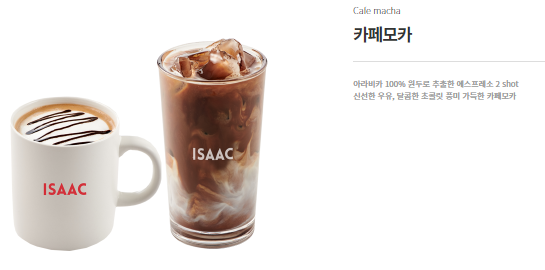 Cafe macha
카페모카
아라비카 100% 원두로 추출한 에스프레소 2 shot
신선한 우유, 달콤한 초콜릿 풍미 가득한 카페모카
ISAAC
ISAAC